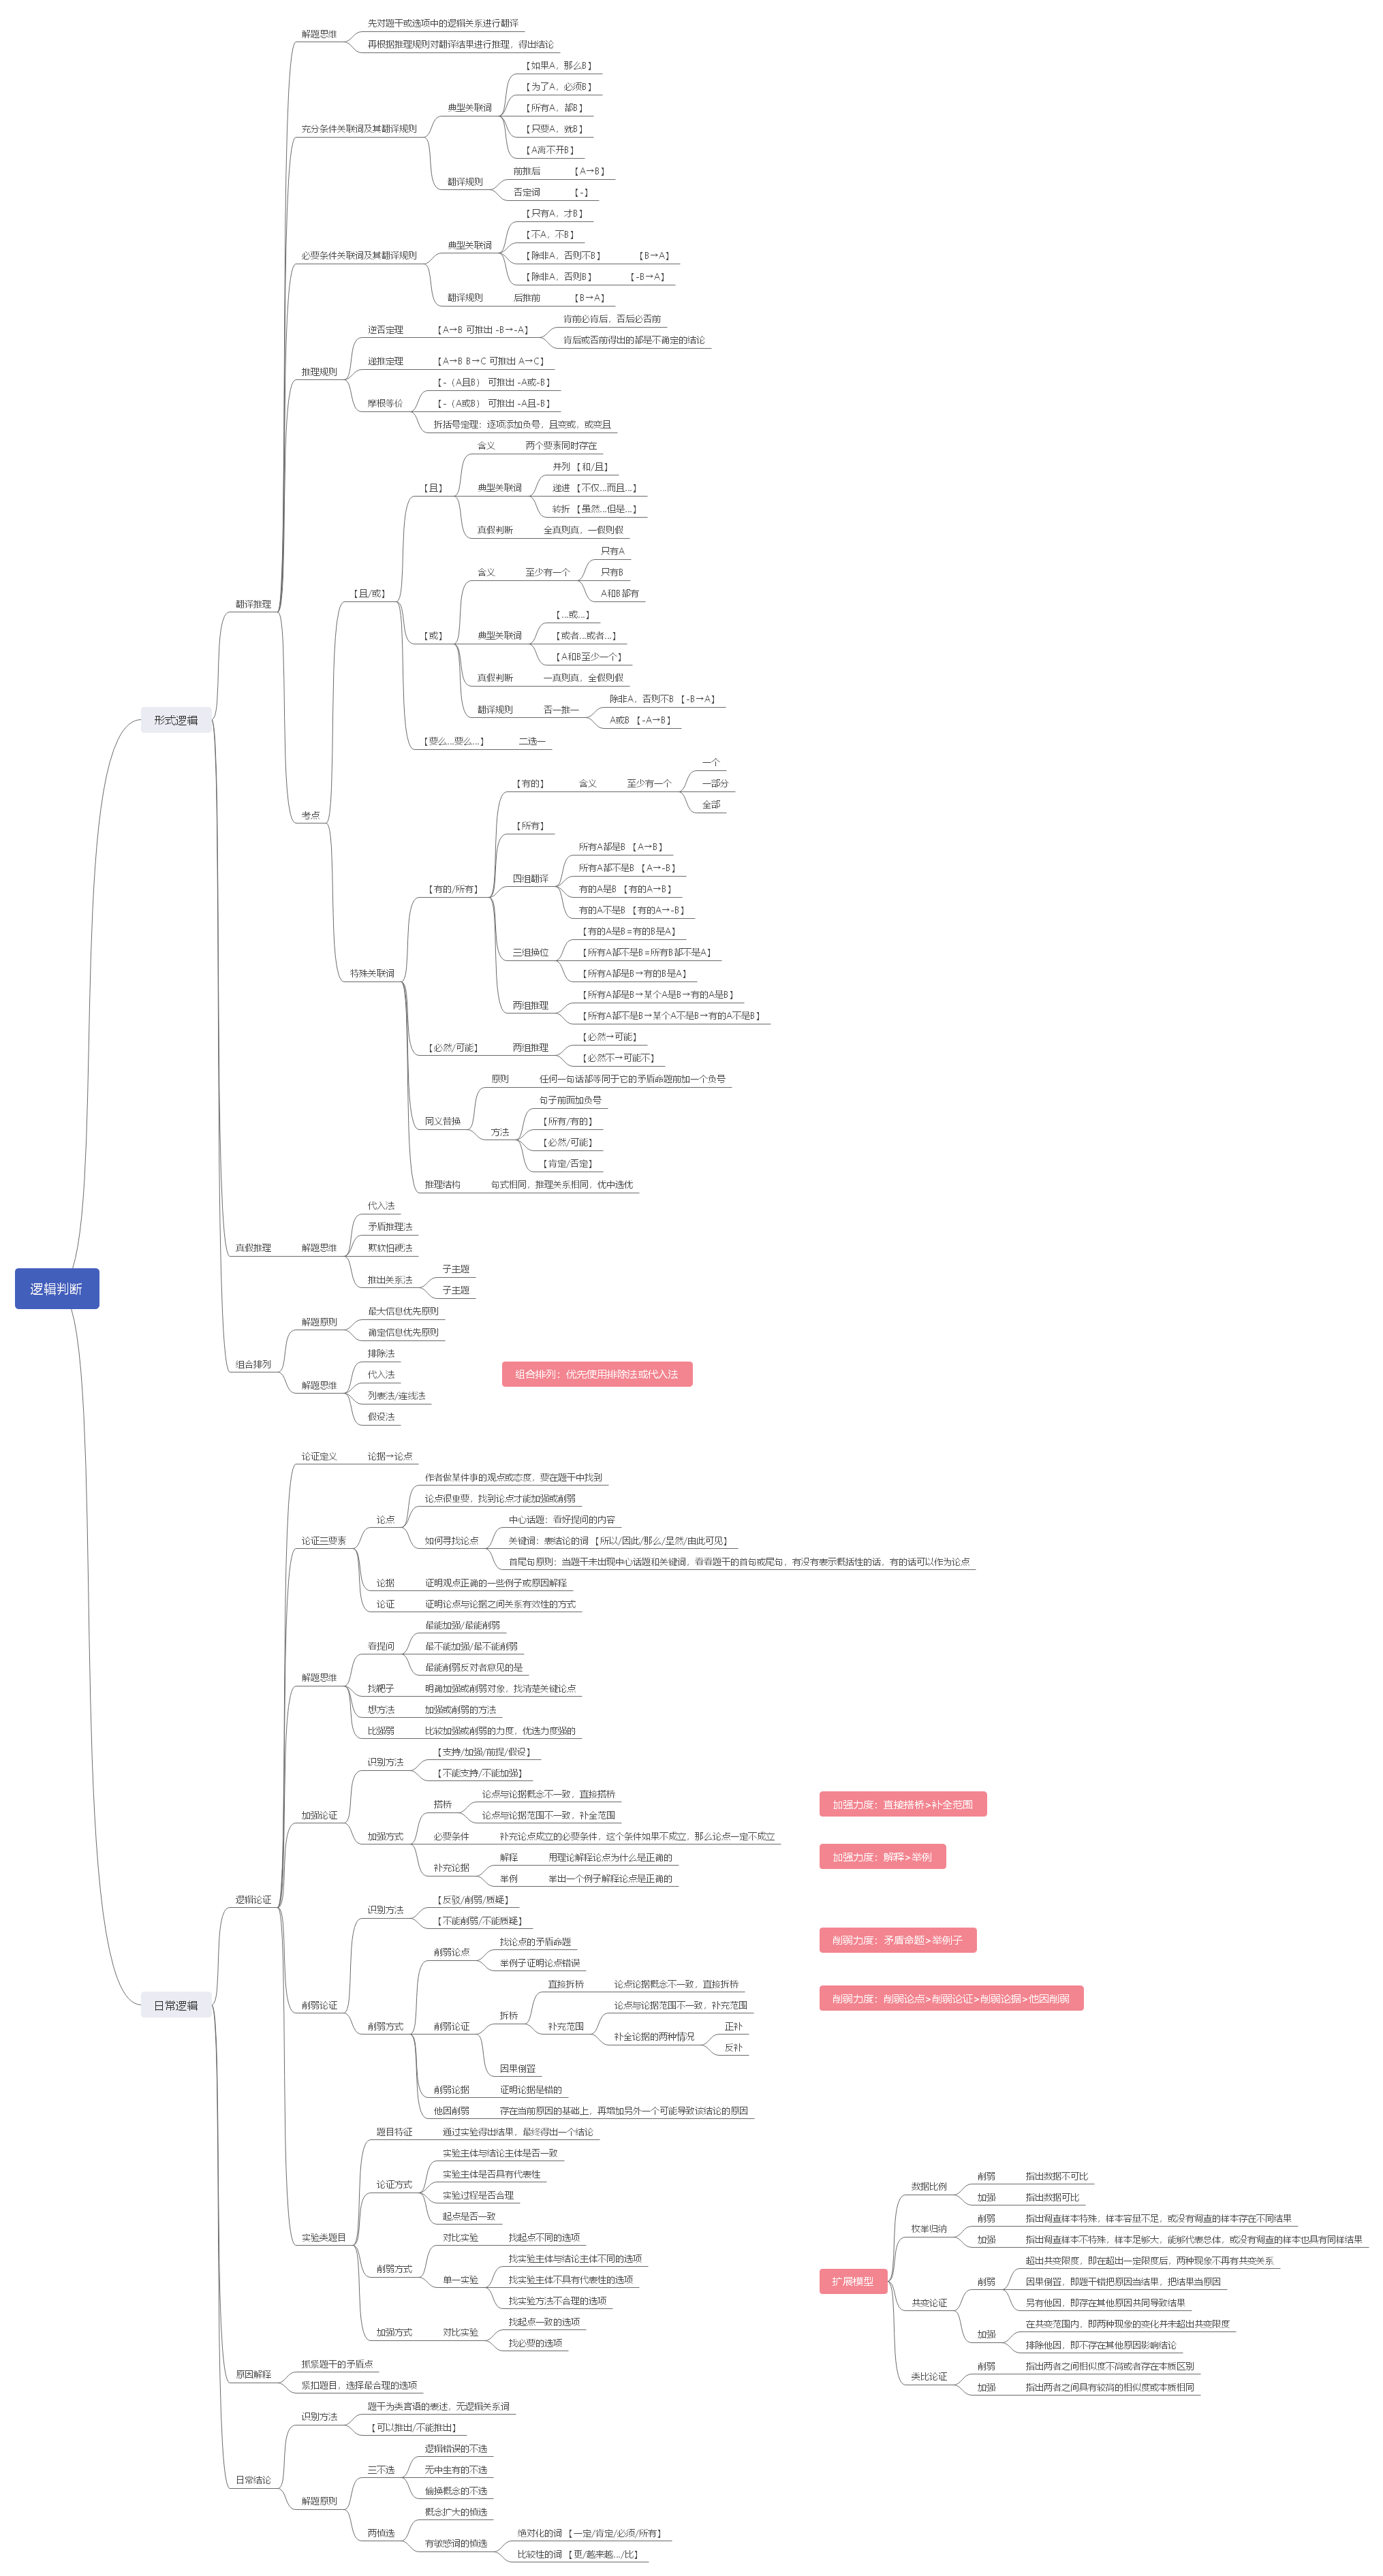 逻辑判断
形式逻辑
翻译推理
解题思维
先对题干或选项中的逻辑关系进行翻译
再根据推理规则对翻译结果进行推理，得出结论
充分条件关联词及其翻译规则
典型关联词
【如果A，那么B】
【为了A，必须B】
【所有A，都B】
【只要A，就B】
【A离不开B】
翻译规则
前推后
【A→B】
否定词
【-】
必要条件关联词及其翻译规则
典型关联词
【只有A，才B】
【不A，不B】
【除非A，否则不B】
【B→A】
【除非A，否则B】
【-B→A】
翻译规则
后推前
【B→A】
推理规则
逆否定理
【A→B 可推出 -B→-A】
肯前必肯后，否后必否前
肯后或否前得出的都是不确定的结论
递推定理
【A→B B→C 可推出 A→C】
摩根等价
【-（A且B） 可推出 -A或-B】
【-（A或B） 可推出 -A且-B】
拆括号定理：逐项添加负号，且变或，或变且
考点
【且/或】
【且】
含义
两个要素同时存在
典型关联词
并列 【和/且】
递进 【不仅...而且...】
转折 【虽然...但是...】
真假判断
全真则真，一假则假
【或】
含义
至少有一个
只有A
只有B
A和B都有
典型关联词
【...或...】
【或者...或者...】
【A和B至少一个】
真假判断
一真则真，全假则假
翻译规则
否一推一
除非A，否则不B 【-B→A】
A或B 【-A→B】
【要么...要么...】
二选一
特殊关联词
【有的/所有】
【有的】
含义
至少有一个
一个
一部分
全部
【所有】
四组翻译
所有A都是B 【A→B】
所有A都不是B 【A→-B】
有的A是B 【有的A→B】
有的A不是B 【有的A→-B】
三组换位
【有的A是B=有的B是A】
【所有A都不是B=所有B都不是A】
【所有A都是B→有的B是A】
两组推理
【所有A都是B→某个A是B→有的A是B】
【所有A都不是B→某个A不是B→有的A不是B】
【必然/可能】
两组推理
【必然→可能】
【必然不→可能不】
同义替换
原则
任何一句话都等同于它的矛盾命题前加一个负号
方法
句子前面加负号
【所有/有的】
【必然/可能】
【肯定/否定】
推理结构
句式相同，推理关系相同，优中选优
真假推理
解题思维
代入法
矛盾推理法
欺软怕硬法
推出关系法
子主题
子主题
组合排列
解题原则
最大信息优先原则
确定信息优先原则
解题思维
排除法
代入法
列表法/连线法
假设法
组合排列：优先使用排除法或代入法
日常逻辑
逻辑论证
论证定义
论据→论点
论证三要素
论点
作者做某件事的观点或态度，要在题干中找到
论点很重要，找到论点才能加强或削弱
如何寻找论点
中心话题：看好提问的内容
关键词：表结论的词 【所以/因此/那么/显然/由此可见】
首尾句原则：当题干未出现中心话题和关键词，看看题干的首句或尾句，有没有表示概括性的话，有的话可以作为论点
论据
证明观点正确的一些例子或原因解释
论证
证明论点与论据之间关系有效性的方式
解题思维
看提问
最能加强/最能削弱
最不能加强/最不能削弱
最能削弱反对者意见的是
找靶子
明确加强或削弱对象，找清楚关键论点
想方法
加强或削弱的方法
比强弱
比较加强或削弱的力度，优选力度强的
加强论证
识别方法
【支持/加强/前提/假设】
【不能支持/不能加强】
加强方式
搭桥
论点与论据概念不一致，直接搭桥
论点与论据范围不一致，补全范围
必要条件
补充论点成立的必要条件，这个条件如果不成立，那么论点一定不成立
补充论据
解释
用理论解释论点为什么是正确的
举例
举出一个例子解释论点是正确的
加强力度：直接搭桥>补全范围
加强力度：解释>举例
削弱论证
识别方法
【反驳/削弱/质疑】
【不能削弱/不能质疑】
削弱方式
削弱论点
找论点的矛盾命题
举例子证明论点错误
削弱论证
拆桥
直接拆桥
论点论据概念不一致，直接拆桥
补充范围
论点与论据范围不一致，补充范围
补全论据的两种情况
正补
反补
因果倒置
削弱论据
证明论据是错的
他因削弱
存在当前原因的基础上，再增加另外一个可能导致该结论的原因
削弱力度：矛盾命题>举例子
削弱力度：削弱论点>削弱论证>削弱论据>他因削弱
实验类题目
题目特征
通过实验得出结果，最终得出一个结论
论证方式
实验主体与结论主体是否一致
实验主体是否具有代表性
实验过程是否合理
起点是否一致
削弱方式
对比实验
找起点不同的选项
单一实验
找实验主体与结论主体不同的选项
找实验主体不具有代表性的选项
找实验方法不合理的选项
加强方式
对比实验
找起点一致的选项
找必要的选项
原因解释
抓紧题干的矛盾点
紧扣题目，选择最合理的选项
日常结论
识别方法
题干为类言语的表述，无逻辑关系词
【可以推出/不能推出】
解题原则
三不选
逻辑错误的不选
无中生有的不选
偷换概念的不选
两慎选
概念扩大的慎选
有敏感词的慎选
绝对化的词 【一定/肯定/必须/所有】
比较性的词 【更/越来越.../比】
扩展模型
数据比例
削弱
指出数据不可比
加强
指出数据可比
枚举归纳
削弱
指出调查样本特殊，样本容量不足，或没有调查的样本存在不同结果
加强
指出调查样本不特殊，样本足够大，能够代表总体，或没有调查的样本也具有同样结果
共变论证
削弱
超出共变限度，即在超出一定限度后，两种现象不再有共变关系
因果倒置，即题干错把原因当结果，把结果当原因
另有他因，即存在其他原因共同导致结果
加强
在共变范围内，即两种现象的变化并未超出共变限度
排除他因，即不存在其他原因影响结论
类比论证
削弱
指出两者之间相似度不高或者存在本质区别
加强
指出两者之间具有较高的相似度或本质相同